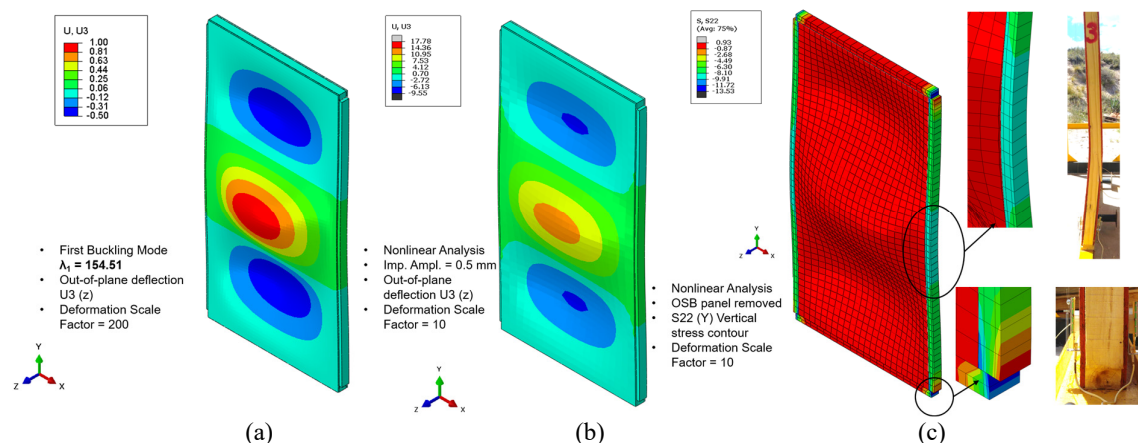 U, U3
1.00
0.81
0.63
0.44
0.25
0.06
-0.12
-0.31
-0.50
• First Buckling Mode
λ₁ = 154.51
• Out-of-plane deflection
U3 (z)
• Deformation Scale
Factor = 200
Y
Z
X
(a)
U, U3
17.78
14.36
10.95
7.53
4.12
0.70
-2.72
-6.13
-9.55
• Nonlinear Analysis
• Imp. Ampl. = 0.5 mm
• Out-of-plane
deflection U3 (z)
• Deformation Scale
Factor = 10
Y
Z
X
(b)
S, S22
(Avg: 75%)
0.93
-0.87
-2.68
-4.49
-6.30
-8.10
-9.91
-11.72
-13.53
Y
Z
X
• Nonlinear Analysis
• OSB panel removed
• S22 (Y) Vertical
stress contour
• Deformation Scale
Factor = 10
3
(c)